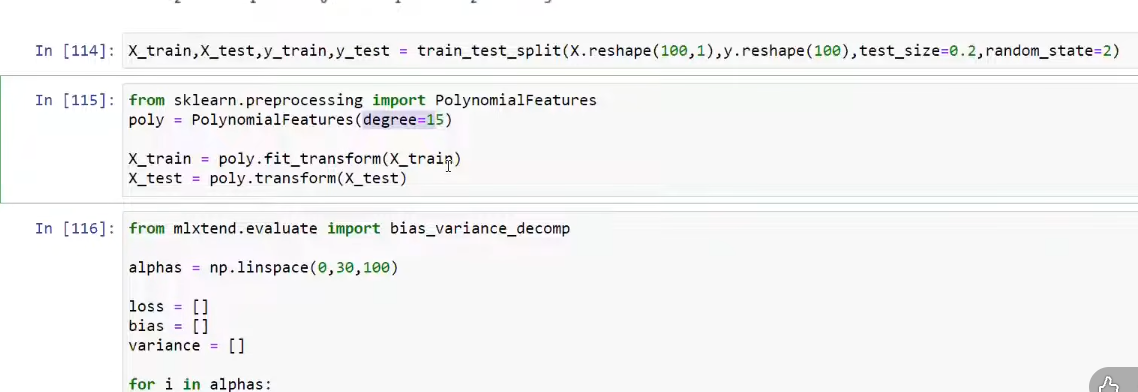 In [114]: X_train,X_test,y_train,y_test = train_test_split(X.reshape(100,1),y.reshape(100),test_size=0.2,random_state=2)
In [115]: from sklearn.preprocessing import PolynomialFeatures
poly = PolynomialFeatures(degree=15)
X_train = poly.fit_transform(X_train)
X_test = poly.transform(X_test)
In [116]: from mlxtend.evaluate import bias_variance_decomp
alphas = np.linspace(0,30,100)
loss = []
bias = []
variance = []
for i in alphas: